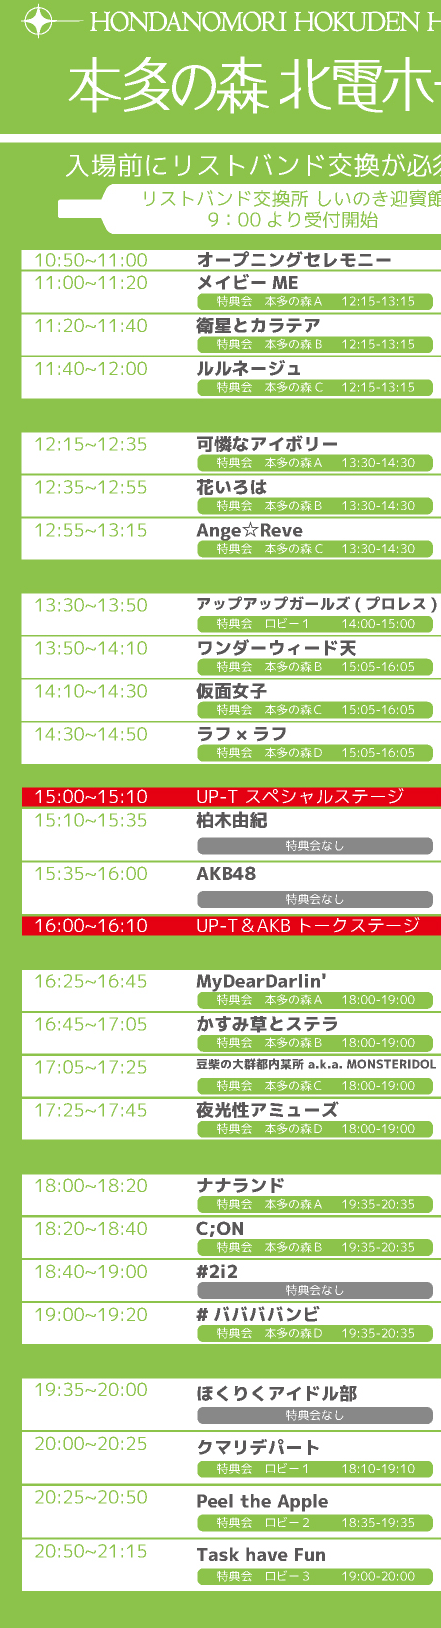 HONDANOMORI HOKUDEN H
本多の森 北電ホー
入場前にリストバンド交換が必須
リストバンド交換所 しいのき迎賓館
9：00 より受付開始
10:50~11:00 オープニングセレモニー
11:00~11:20 メイビー ME
特典会 本多の森A 12:15-13:15
11:20~11:40 衛星とカラテア
特典会 本多の森B 12:15-13:15
11:40~12:00 ルルネージュ
特典会 本多の森C 12:15-13:15
12:15~12:35 可憐なアイボリー
特典会 本多の森A 13:30-14:30
12:35~12:55 花いろは
特典会 本多の森B 13:30-14:30
12:55~13:15 Ange☆Reve
特典会 本多の森C 13:30-14:30
13:30~13:50 アップアップガールズ ( プロレス )
特典会 ロビー1 14:00-15:00
13:50~14:10 ワンダーウィード天
特典会 本多の森B 15:05-16:05
14:10~14:30 仮面女子
特典会 本多の森C 15:05-16:05
14:30~14:50 ラフ × ラフ
特典会 本多の森D 15:05-16:05
15:00~15:10 UP-T スペシャルステージ
15:10~15:35 柏木由紀
特典会なし
15:35~16:00 AKB48
特典会なし
16:00~16:10 UP-T＆AKB トークステージ
16:25~16:45 MyDearDarlin'
特典会 本多の森A 18:00-19:00
16:45~17:05 かすみ草とステラ
特典会 本多の森B 18:00-19:00
17:05~17:25 豆柴の大群都内某所 a.k.a. MONSTERIDOL
特典会 本多の森C 18:00-19:00
17:25~17:45 夜光性アミューズ
特典会 本多の森D 18:00-19:00
18:00~18:20 ナナランド
特典会 本多の森A 19:35-20:35
18:20~18:40 C;ON
特典会 本多の森B 19:35-20:35
18:40~19:00 #2i2
特典会なし
19:00~19:20 # ババババンビ
特典会 本多の森D 19:35-20:35
19:35~20:00 ほくりくアイドル部
特典会なし
20:00~20:25 クマリデパート
特典会 ロビー1 18:10-19:10
20:25~20:50 Peel the Apple
特典会 ロビー2 18:35-19:35
20:50~21:15 Task have Fun
特典会 ロビー3 19:00-20:00